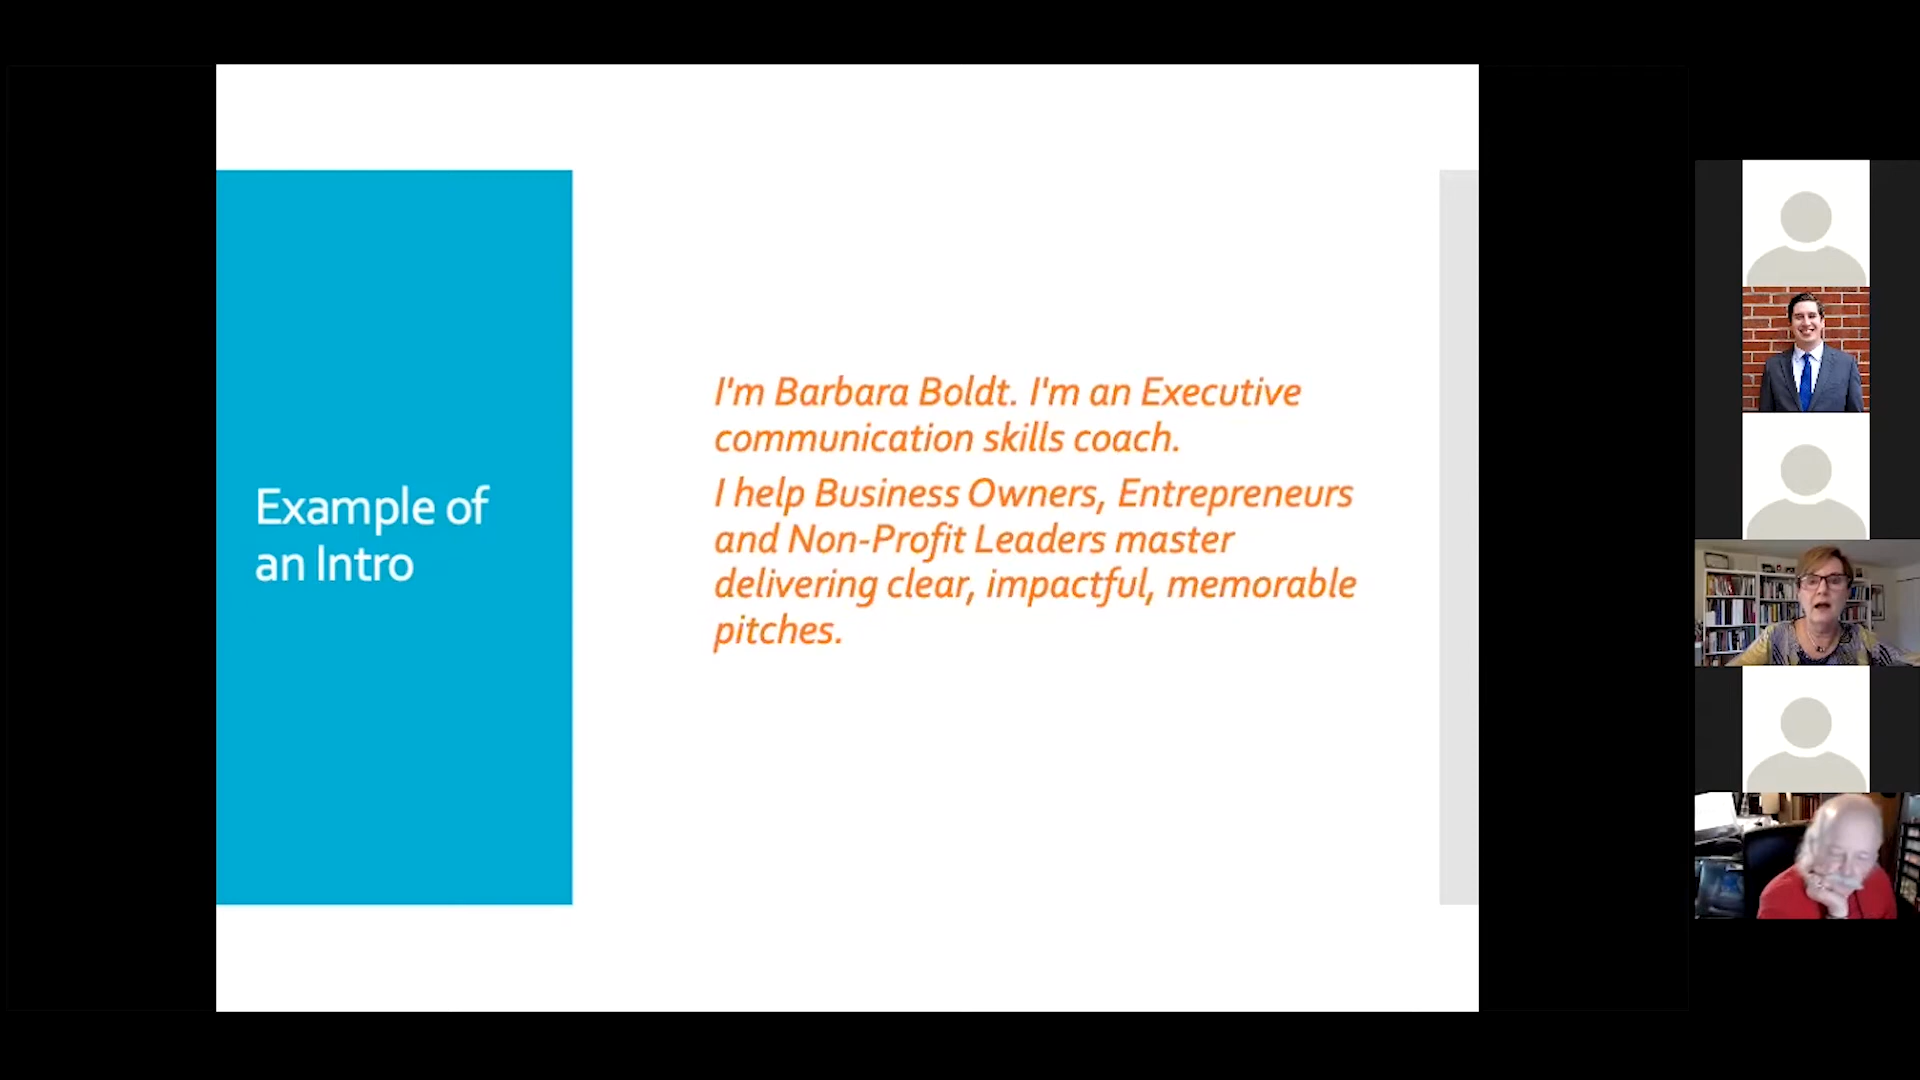 Example of
an Intro
I'm Barbara Boldt. I'm an Executive
communication skills coach.
I help Business Owners, Entrepreneurs
and Non-Profit Leaders master
delivering clear, impactful, memorable
pitches.